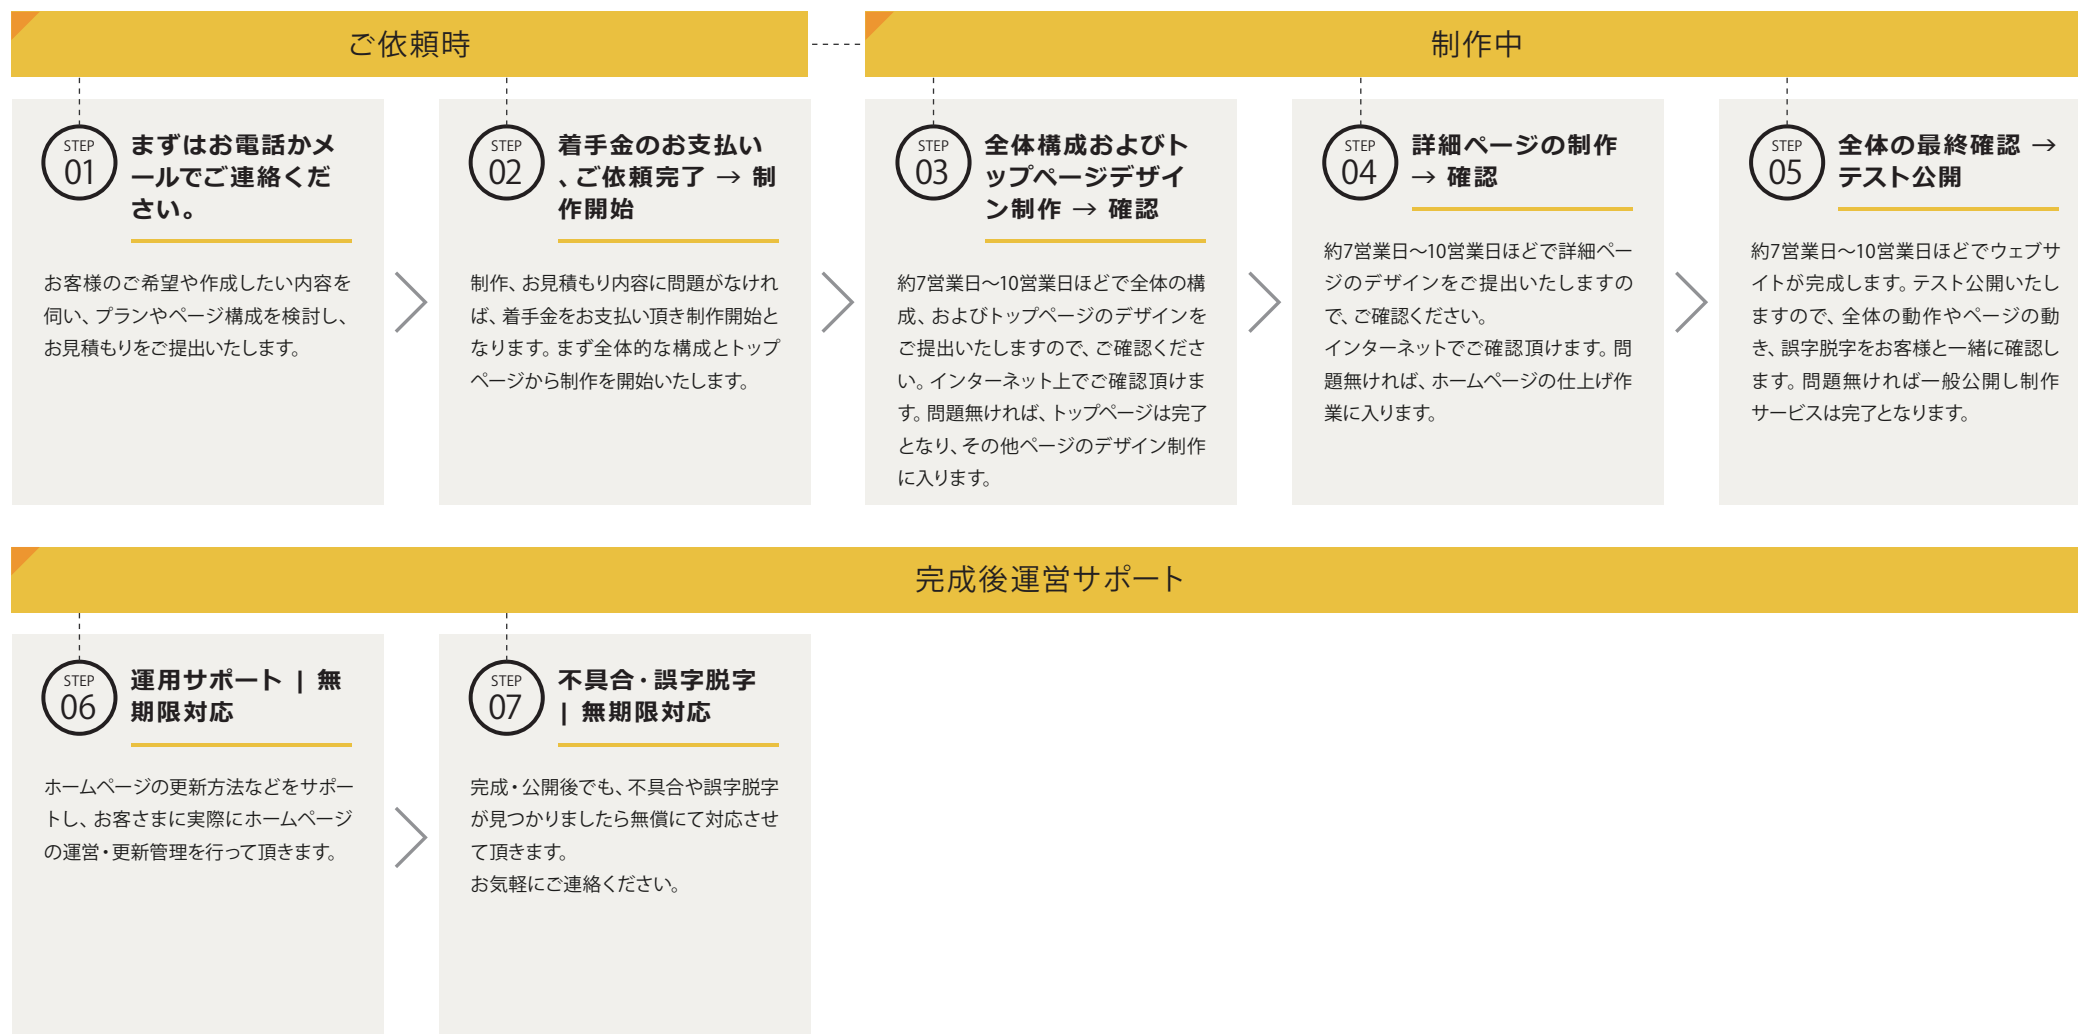 ご依頼時
制作中
STEP
01
まずはお電話かメ
ールでご連絡くだ
さい。
お客様のご希望や作成したい内容を
伺い、プランやページ構成を検討し、
お見積もりをご提出いたします。
STEP
02
着手金のお支払い
、ご依頼完了 → 制
作開始
制作、お見積もり内容に問題がなけれ
ば、着手金をお支払い頂き制作開始と
なります。まず全体的な構成とトップ
ページから制作を開始いたします。
STEP
03
全体構成およびト
ップページデザイ
ン制作 → 確認
約7営業日〜10営業日ほどで全体の構
成、およびトップページのデザインを
ご提出いたしますので、ご確認くださ
い。インターネット上でご確認頂けま
す。問題無ければ、トップページは完了
となり、その他ページのデザイン制作
に入ります。
STEP
04
詳細ページの制作
→ 確認
約7営業日〜10営業日ほどで詳細ペー
ジのデザインをご提出いたしますの
で、ご確認ください。
インターネットでご確認頂けます。問
題無ければ、ホームページの仕上げ作
業に入ります。
STEP
05
全体の最終確認 →
テスト公開
約7営業日〜10営業日ほどでウェブサ
イトが完成します。テスト公開いたし
ますので、全体の動作やページの動
き、誤字脱字をお客様と一緒に確認し
ます。問題無ければ一般公開し制作
サービスは完了となります。
完成後運営サポート
STEP
06
運用サポート | 無
期限対応
ホームページの更新方法などをサポー
トし、お客さまに実際にホームページ
の運営・更新管理を行って頂きます。
STEP
07
不具合・誤字脱字
| 無期限対応
完成・公開後でも、不具合や誤字脱字
が見つかりましたら無償にて対応させ
て頂きます。
お気軽にご連絡ください。